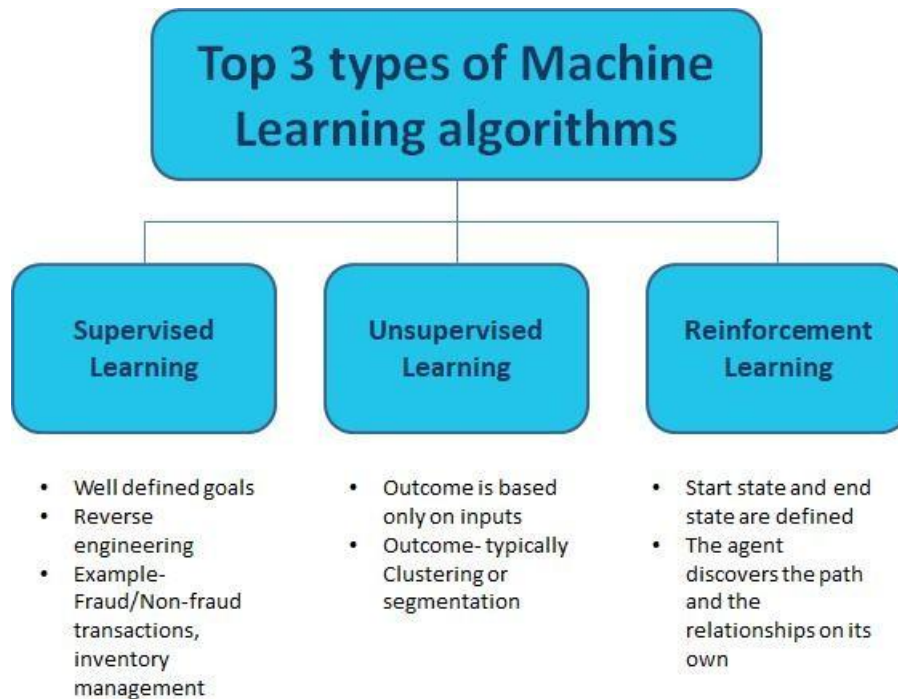 Top 3 types of Machine
Learning algorithms
Supervised
Learning
• Well defined goals
• Reverse
engineering
• Example-
Fraud/Non-fraud
transactions,
inventory
management
Unsupervised
Learning
• Outcome is based
only on inputs
• Outcome- typically
Clustering or
segmentation
Reinforcement
Learning
• Start state and end
state are defined
• The agent
discovers the path
and the
relationships on its
own